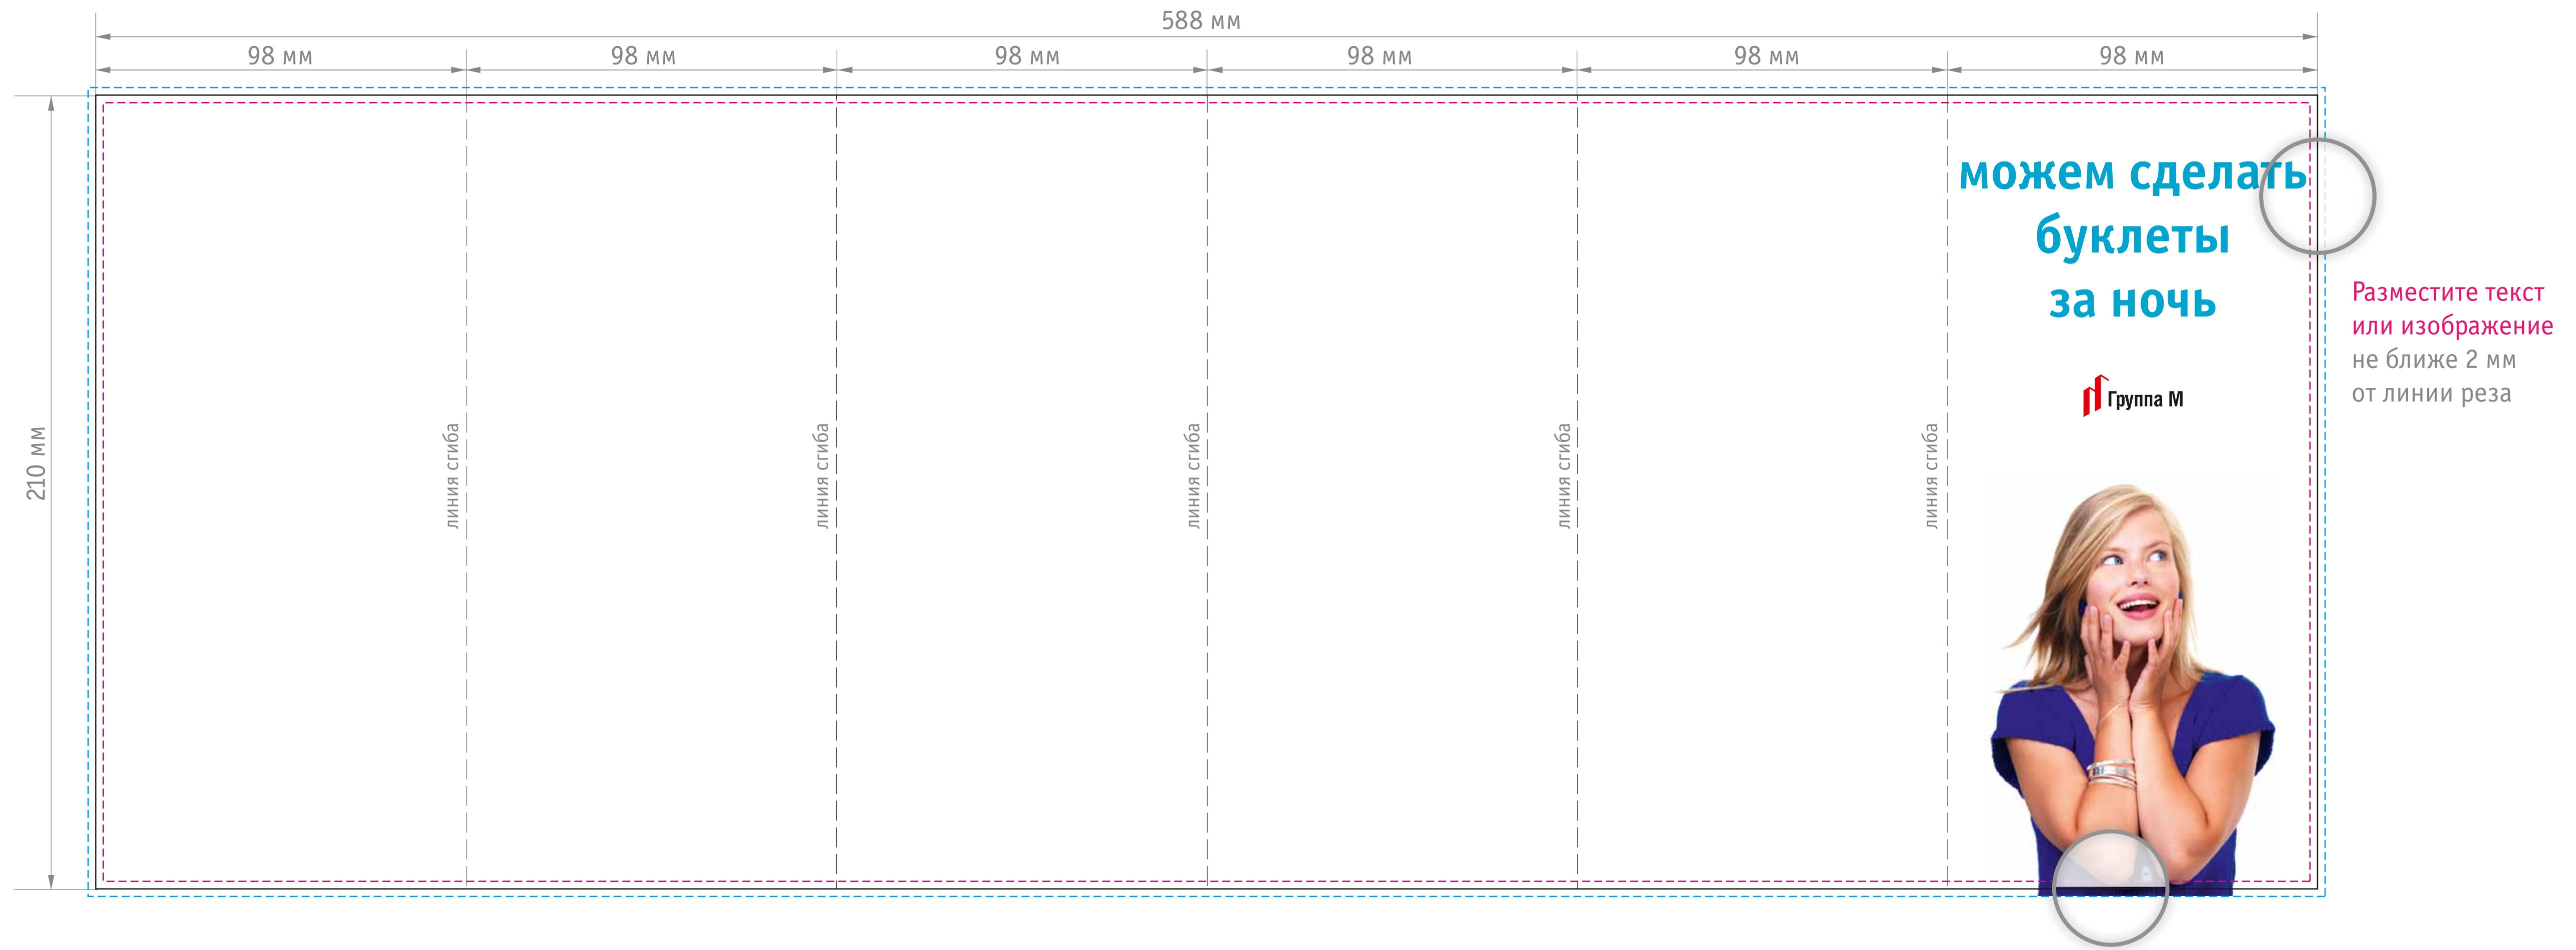 588 мм
98 мм
98 мм
98 мм
98 мм
98 мм
98 мм
210 мм
линия сгиба
линия сгиба
линия сгиба
линия сгиба
линия сгиба
можем сделать
буклеты
за ночь
Группа М
Разместите текст
или изображение
не ближе 2 мм
от линии реза